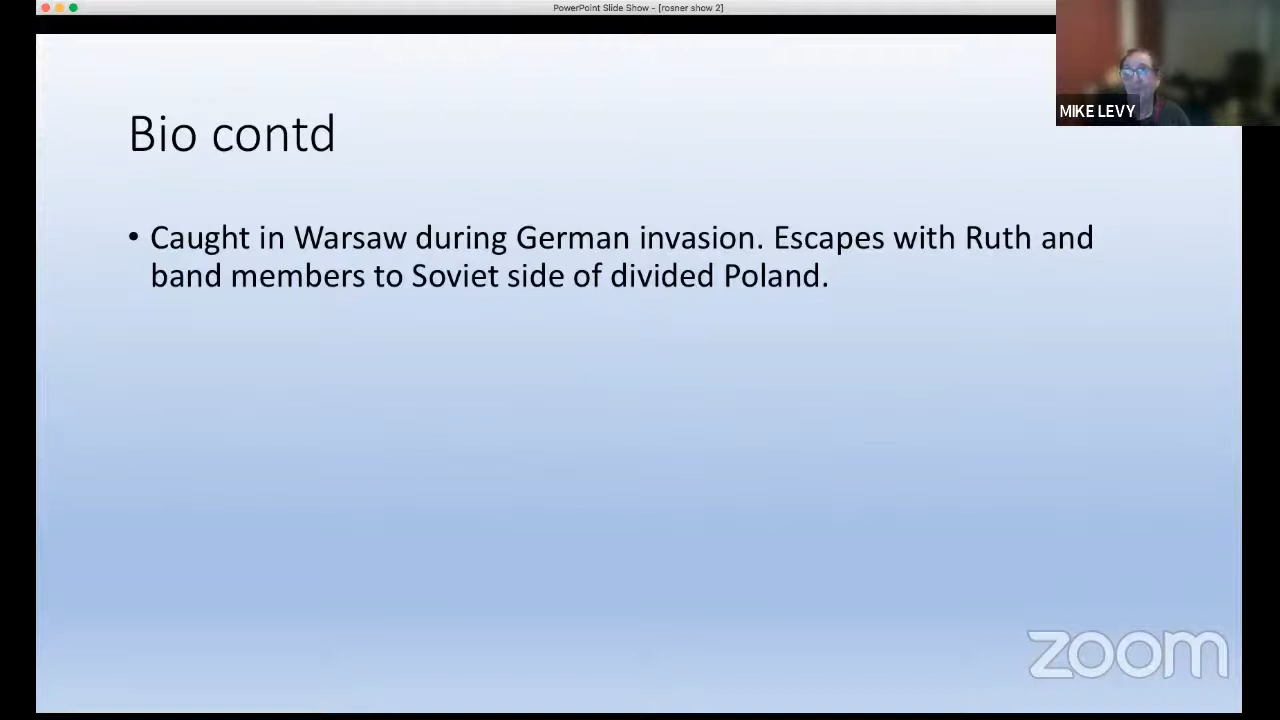 PowerPoint Slide Show - [rosner show 2]
MIKE LEVY
Bio contd
• Caught in Warsaw during German invasion. Escapes with Ruth and
band members to Soviet side of divided Poland.
zoom